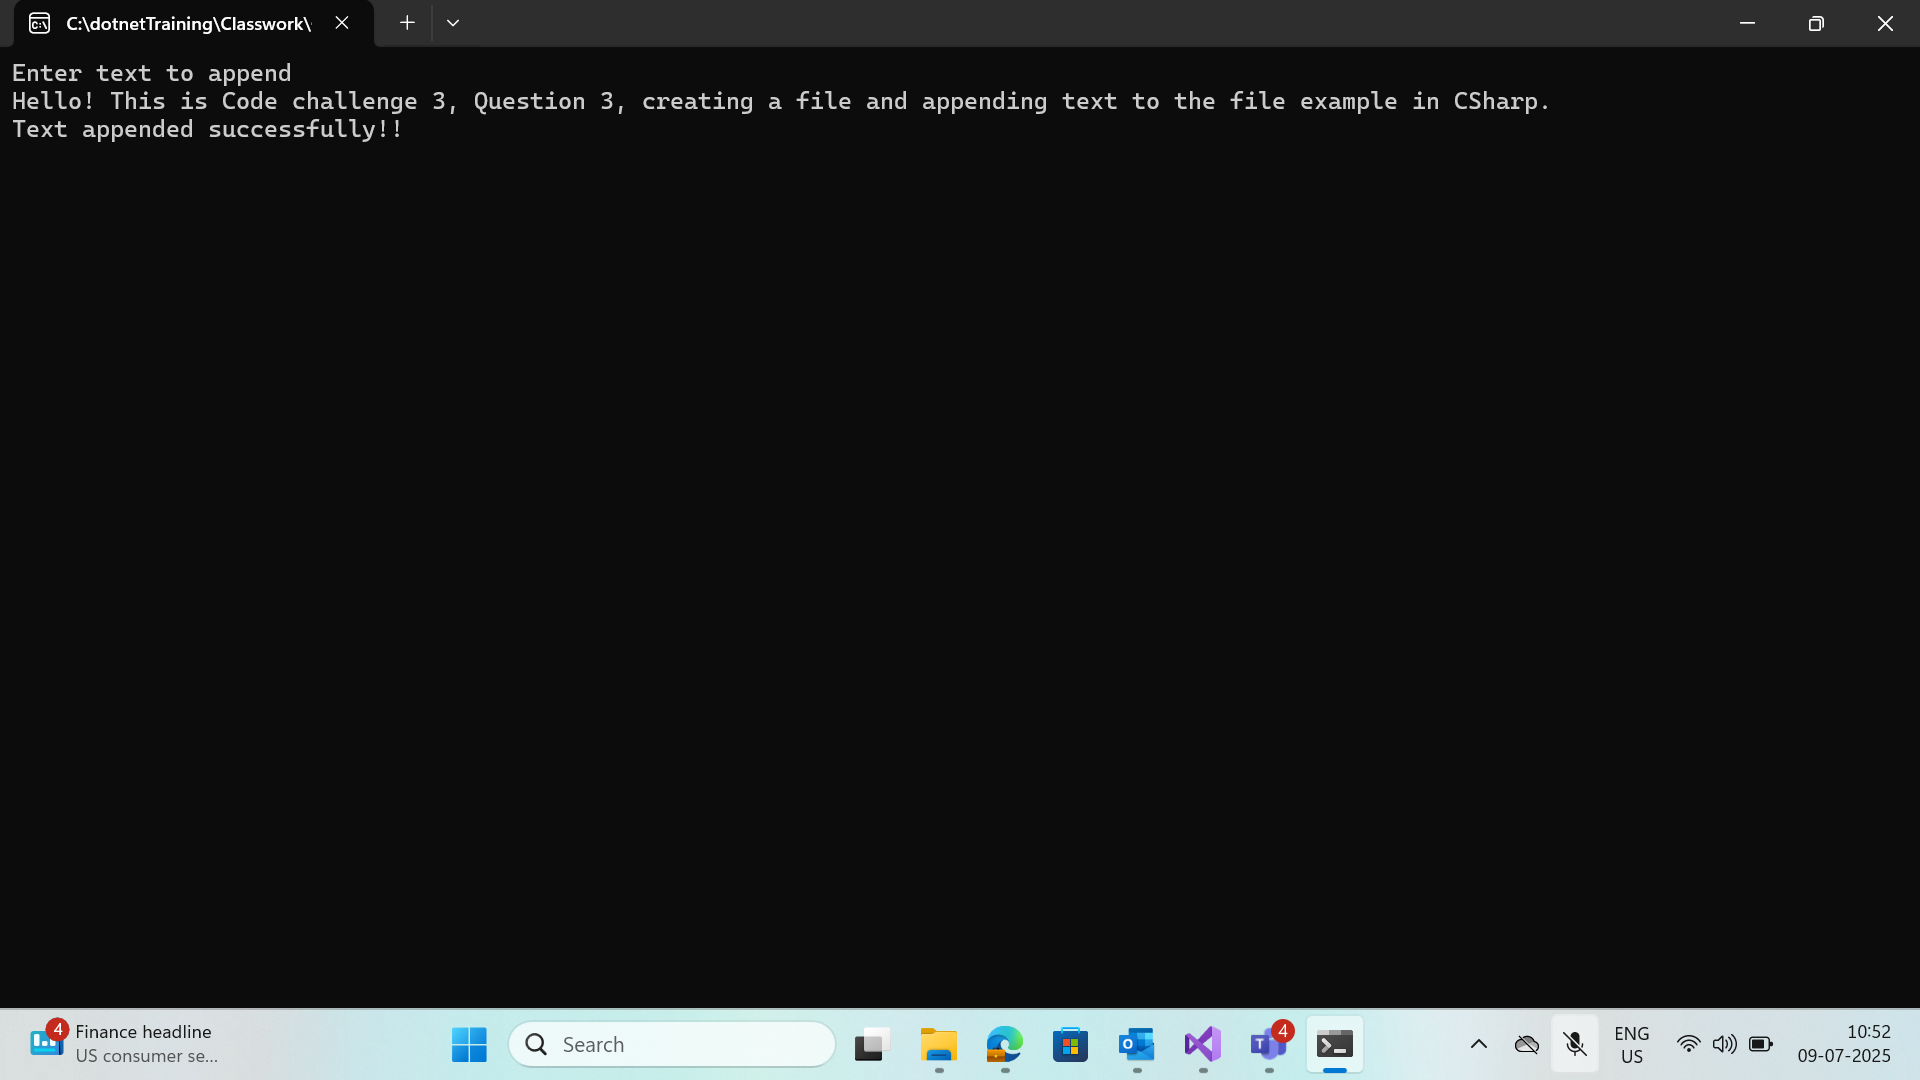 C:\dotnetTraining\Classwork\
Enter text to append
Hello! This is Code challenge 3, Question 3, creating a file and appending text to the file example in CSharp.
Text appended successfully!!
4
Finance headline
US consumer se...
Search
4
ENG
US
10:52
09-07-2025